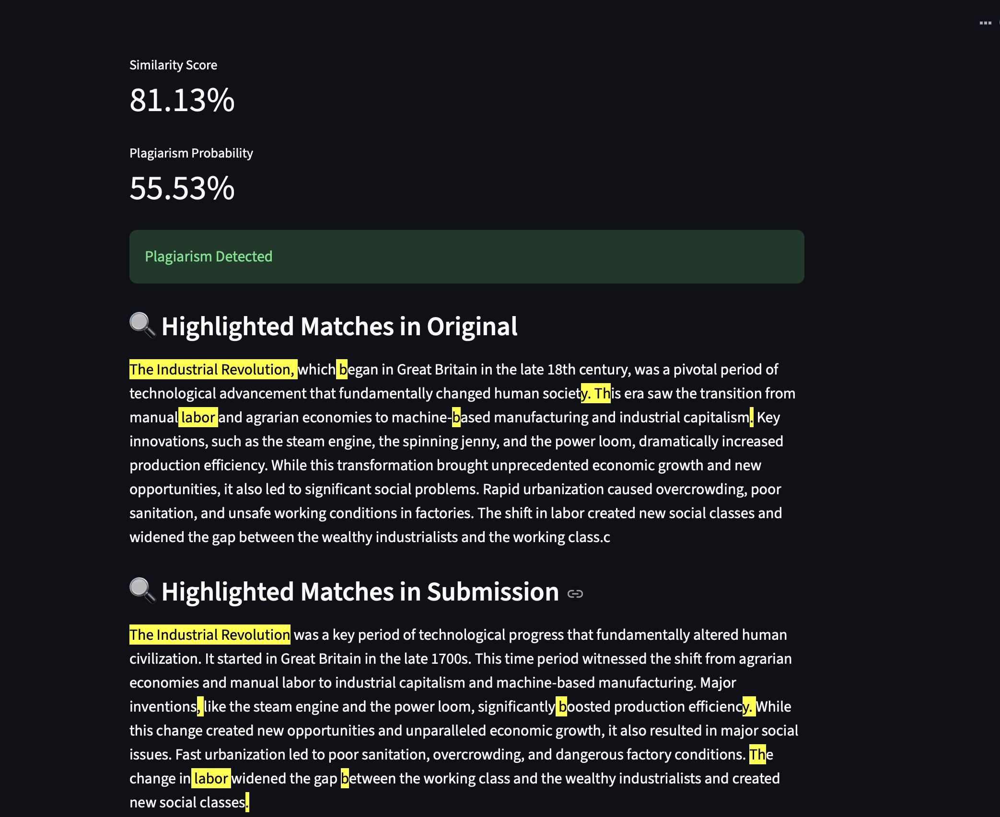 Similarity Score
81.13%
Plagiarism Probability
55.53%
Plagiarism Detected
Highlighted Matches in Original
The Industrial Revolution, which began in Great Britain in the late 18th century, was a pivotal period of
technological advancement that fundamentally changed human society. This era saw the transition from
manual labor and agrarian economies to machine-based manufacturing and industrial capitalism. Key
innovations, such as the steam engine, the spinning jenny, and the power loom, dramatically increased
production efficiency. While this transformation brought unprecedented economic growth and new
opportunities, it also led to significant social problems. Rapid urbanization caused overcrowding, poor
sanitation, and unsafe working conditions in factories. The shift in labor created new social classes and
widened the gap between the wealthy industrialists and the working class.c
Highlighted Matches in Submission
The Industrial Revolution was a key period of technological progress that fundamentally altered human
civilization. It started in Great Britain in the late 1700s. This time period witnessed the shift from agrarian
economies and manual labor to industrial capitalism and machine-based manufacturing. Major
inventions, like the steam engine and the power loom, significantly boosted production efficiency. While
this change created new opportunities and unparalleled economic growth, it also resulted in major social
issues. Fast urbanization led to poor sanitation, overcrowding, and dangerous factory conditions. The
change in labor widened the gap between the working class and the wealthy industrialists and created
new social classes.